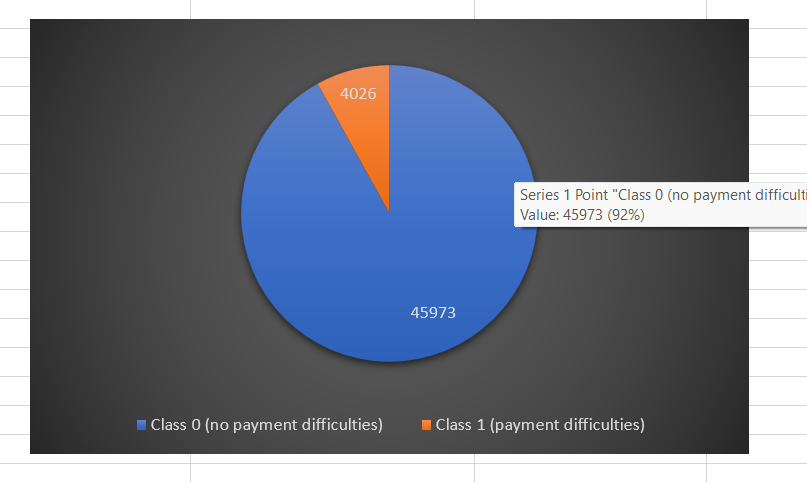 4026
Series 1 Point "Class 0 (no payment
Value: 45973 (92%)
45973
Class 0 (no payment difficulties)
Class 1 (payment difficulties)